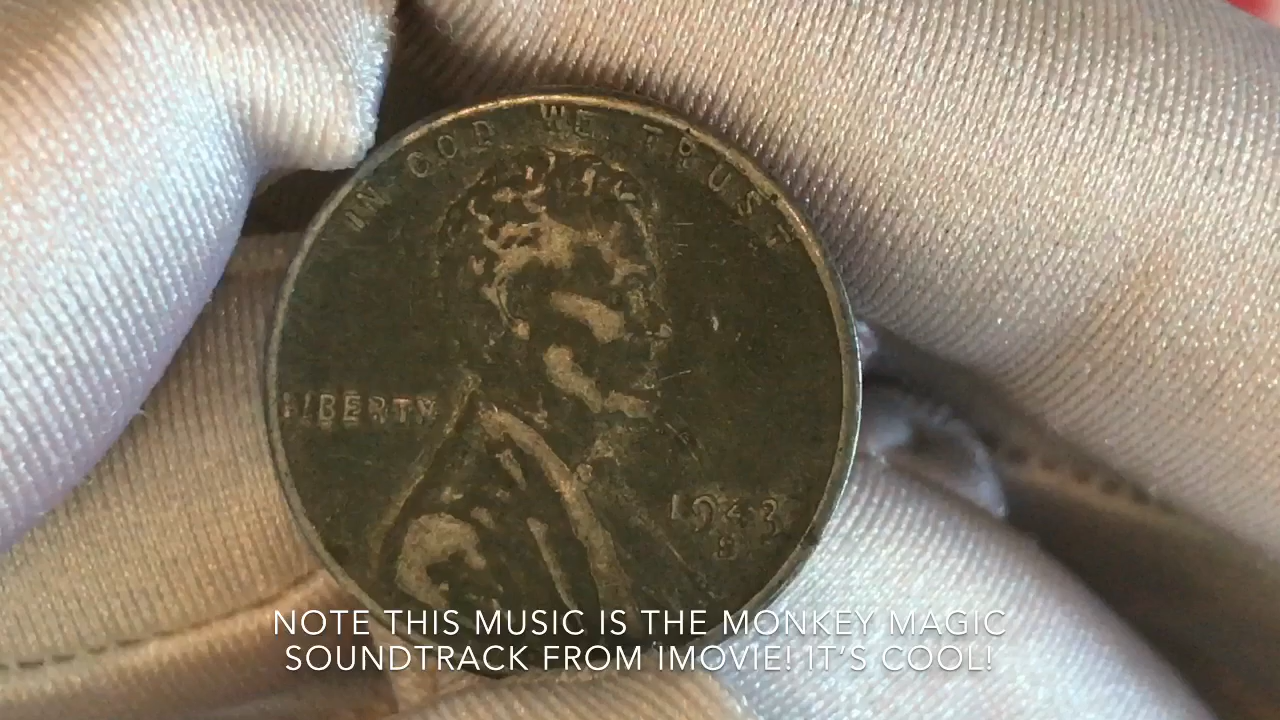 IN GOD WE TRUST
LIBERTY
1943
NOTE THIS MUSIC IS THE MONKEY MAGIC
SOUNDTRACK FROM IMOVIE! IT'S COOL!